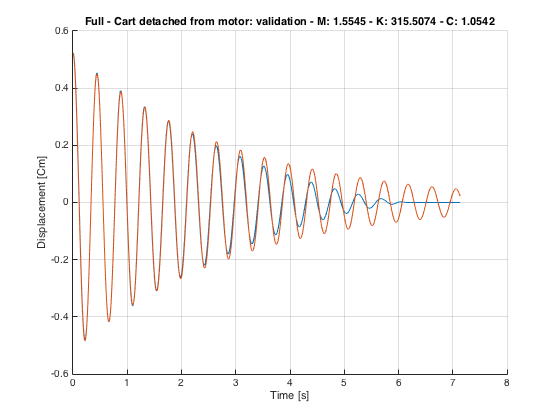 Full - Cart detached from motor: validation - M: 1.5545 - K: 315.5074 - C: 1.0542
0.6
0.4
0.2
0
-0.2
-0.4
-0.6
Displacement [Cm]
0 1 2 3 4 5 6 7 8
Time [s]